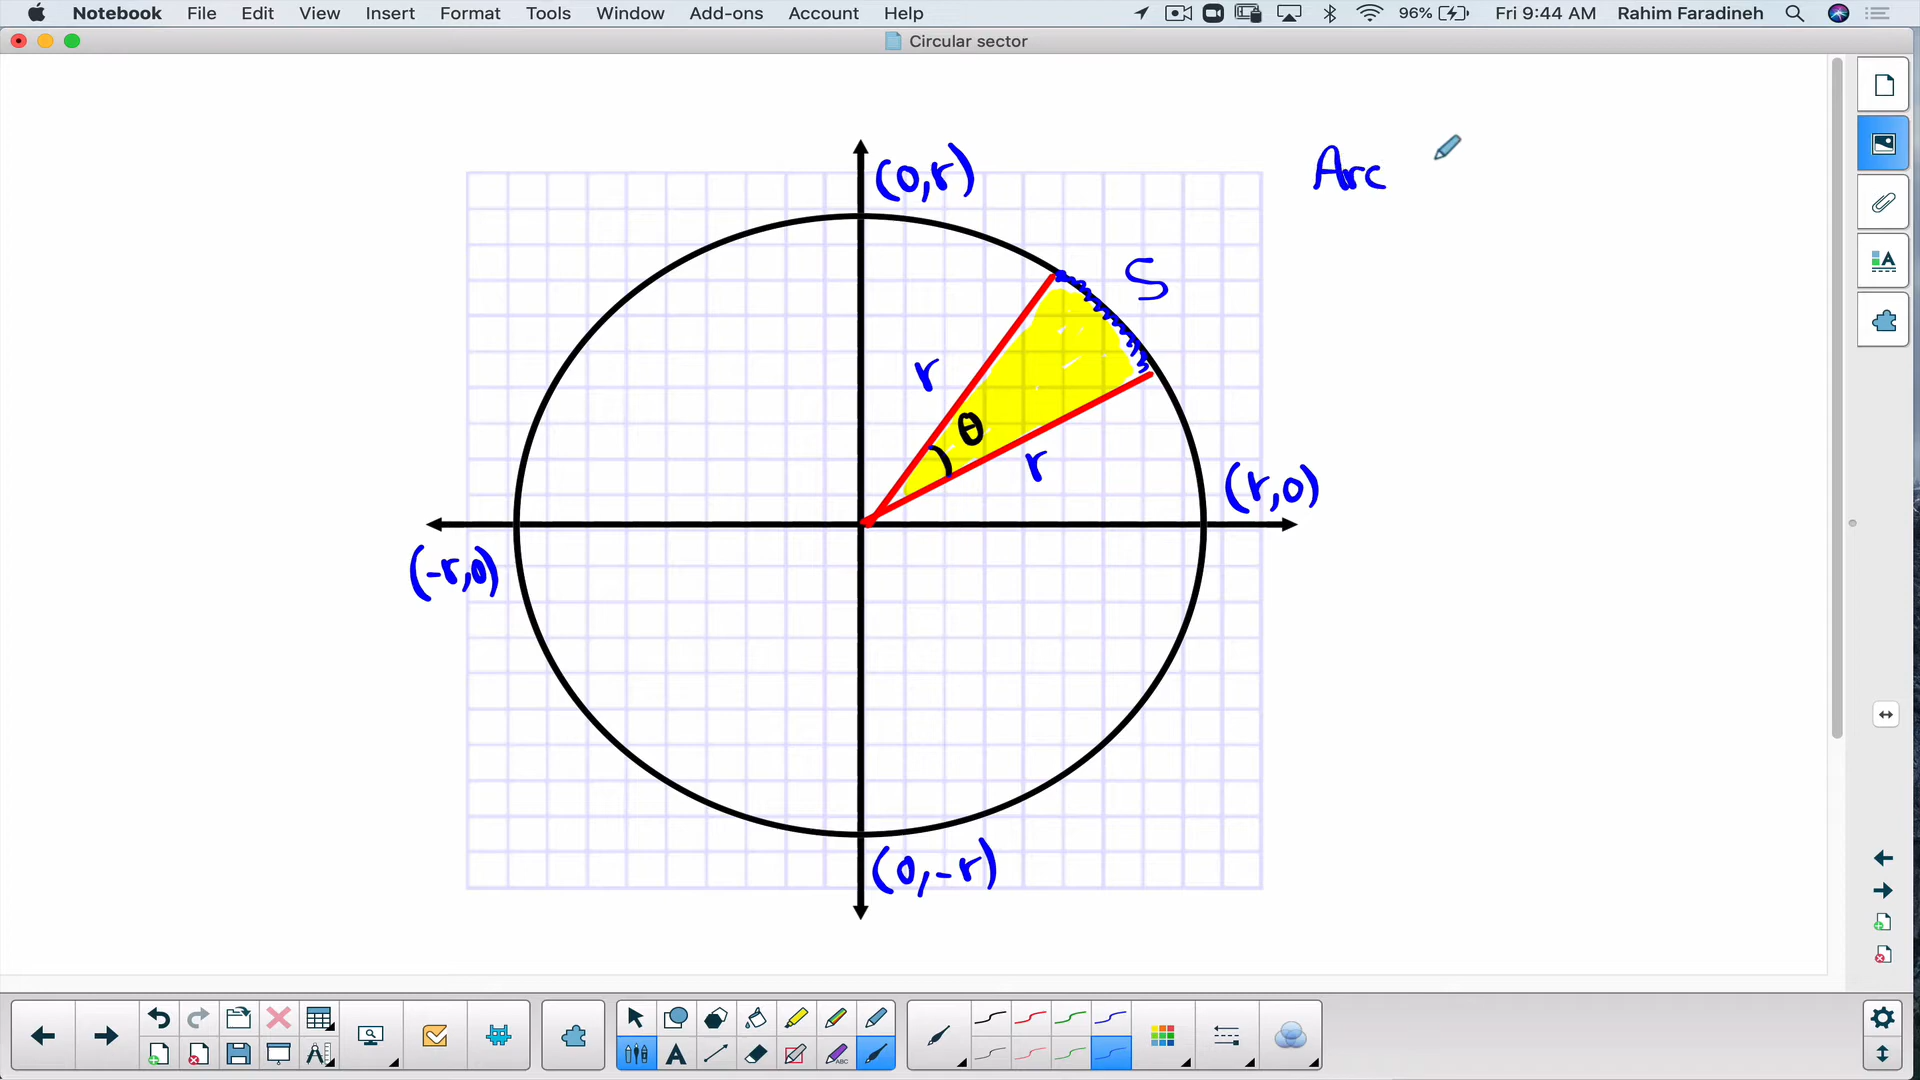 Notebook File Edit View Insert Format Tools Window Add-ons Account Help 96% Fri 9:44 AM Rahim Faradineh
Circular sector
(0,r)
Arc
S
r
θ
r
(r,0)
(-r,0)
(0,-r)